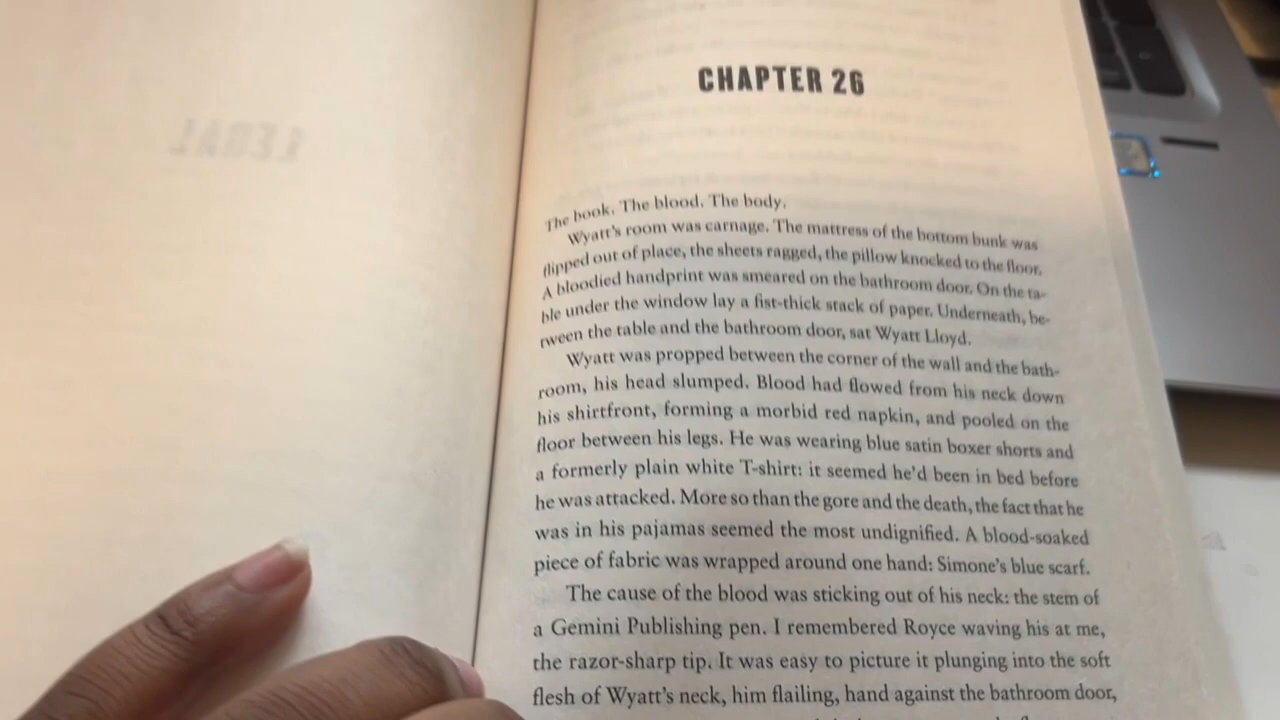 CHAPTER 26
The book. The blood. The body.
Wyatt's room was carnage. The mattress of the bottom bunk was
flipped out of place, the sheets ragged, the pillow knocked to the floor.
A bloodied handprint was smeared on the bathroom door. On the ta-
ble under the window lay a fist-thick stack of paper. Underneath, be-
tween the table and the bathroom door, sat Wyatt Lloyd.
Wyatt was propped between the corner of the wall and the bath-
room, his head slumped. Blood had flowed from his neck down
his shirtfront, forming a morbid red napkin, and pooled on the
floor between his legs. He was wearing blue satin boxer shorts and
a formerly plain white T-shirt: it seemed he'd been in bed before
he was attacked. More so than the gore and the death, the fact that he
was in his pajamas seemed the most undignified. A blood-soaked
piece of fabric was wrapped around one hand: Simone's blue scarf.
The cause of the blood was sticking out of his neck: the stem of
a Gemini Publishing pen. I remembered Royce waving his at me,
the razor-sharp tip. It was easy to picture it plunging into the soft
flesh of Wyatt's neck, him flailing, hand against the bathroom door,